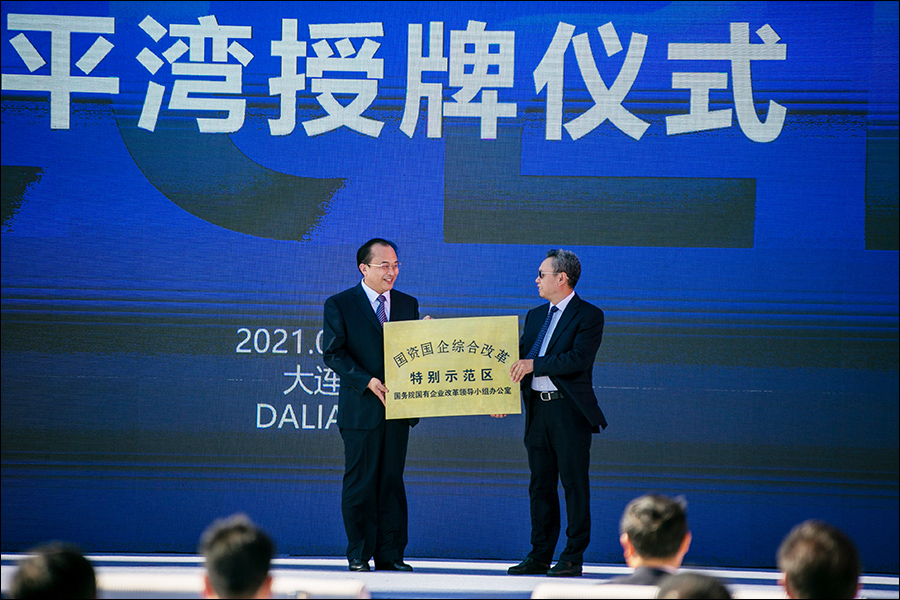 平湾授牌仪式
2021.0
大连
DALIA
国资国企综合改革
特别示范区
国务院国有企业改革领导小组办公室